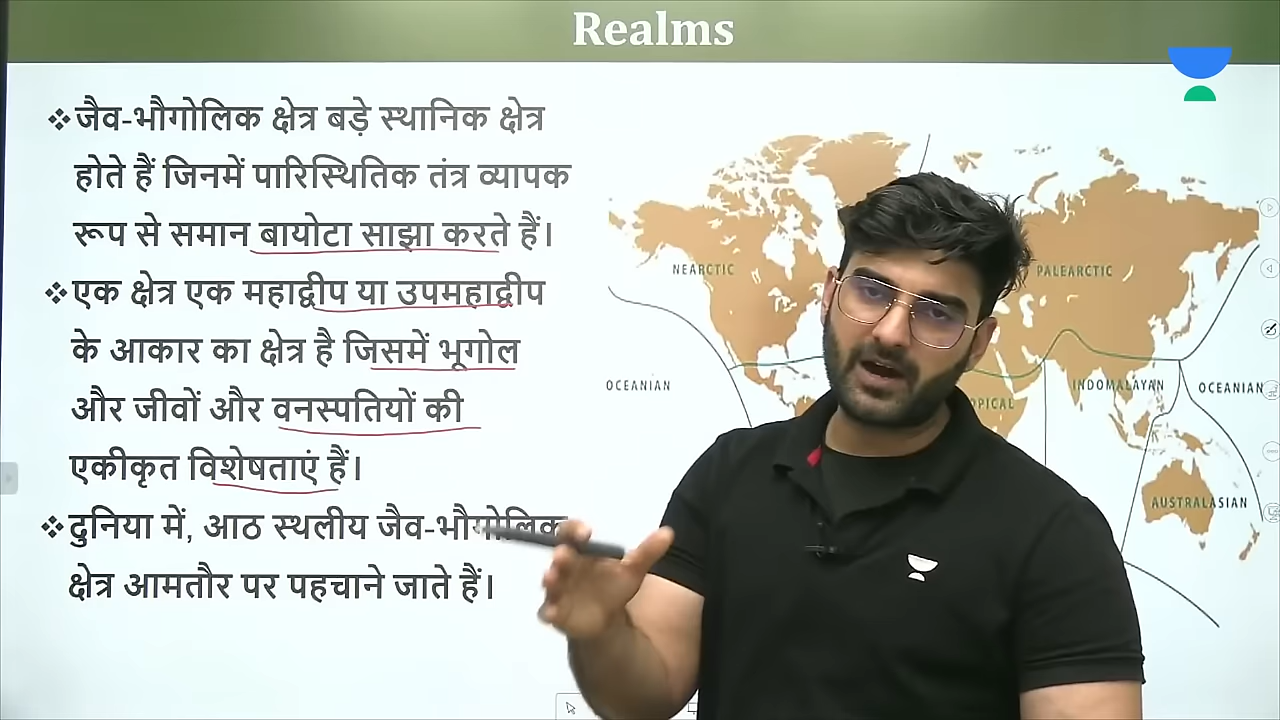 Realms
❖जैव-भौगोलिक क्षेत्र बड़े स्थानिक क्षेत्र
होते हैं जिनमें पारिस्थितिक तंत्र व्यापक
रूप से समान बायोटा साझा करते हैं।
❖एक क्षेत्र एक महाद्वीप या उपमहाद्वीप
के आकार का क्षेत्र है जिसमें भूगोल
और जीवों और वनस्पतियों की
एकीकृत विशेषताएं हैं।
❖दुनिया में, आठ स्थलीय जैव-भौगोलिक
क्षेत्र आमतौर पर पहचाने जाते हैं।
NEARCTIC
PALEARCTIC
OCEANIAN
INDOMALAYAN
OCEANIAN
AUSTRALASIAN